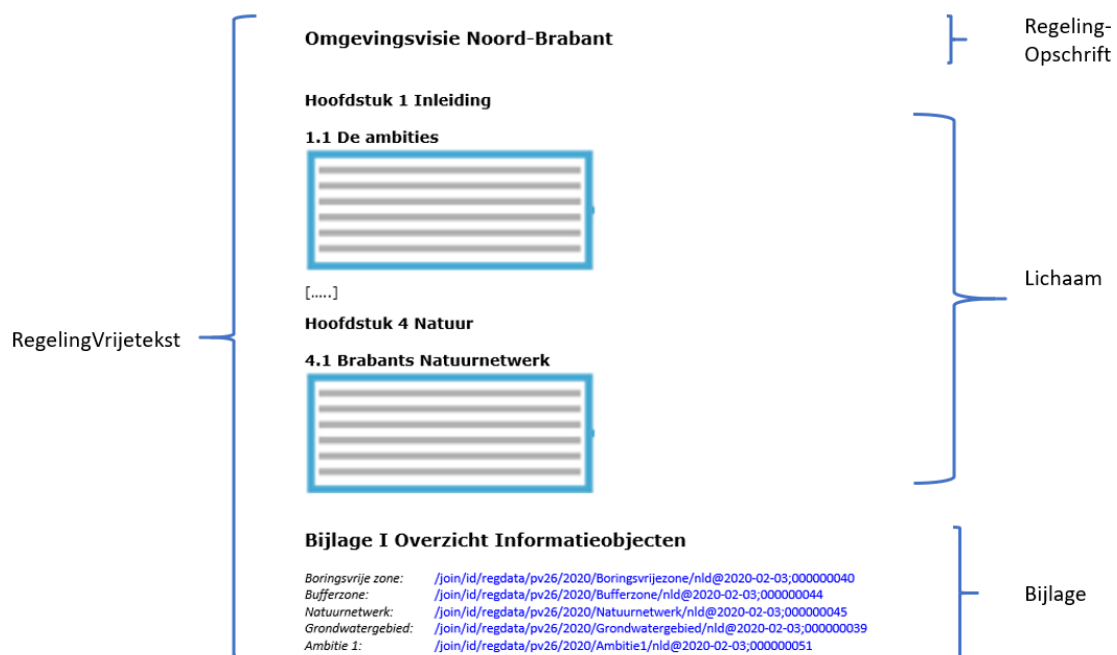 Omgevingsvisie Noord-Brabant
Regeling-
Opschrift
Hoofdstuk 1 Inleiding
1.1 De ambities
[.....]
Hoofdstuk 4 Natuur
4.1 Brabants Natuurnetwerk
Lichaam
RegelingVrijetekst
Bijlage I Overzicht Informatieobjecten
Boringsvrije zone: /join/id/regdata/pv26/2020/Boringsvrijezone/nld@2020-02-03;000000040
Bufferzone: /join/id/regdata/pv26/2020/Bufferzone/nld@2020-02-03;000000044
Natuurnetwerk: /join/id/regdata/pv26/2020/Natuurnetwerk/nld@2020-02-03;000000045
Grondwatergebied: /join/id/regdata/pv26/2020/Grondwatergebied/nld@2020-02-03;000000039
Ambitie 1: /join/id/regdata/pv26/2020/Ambitie1/nld@2020-02-03;000000051
Bijlage